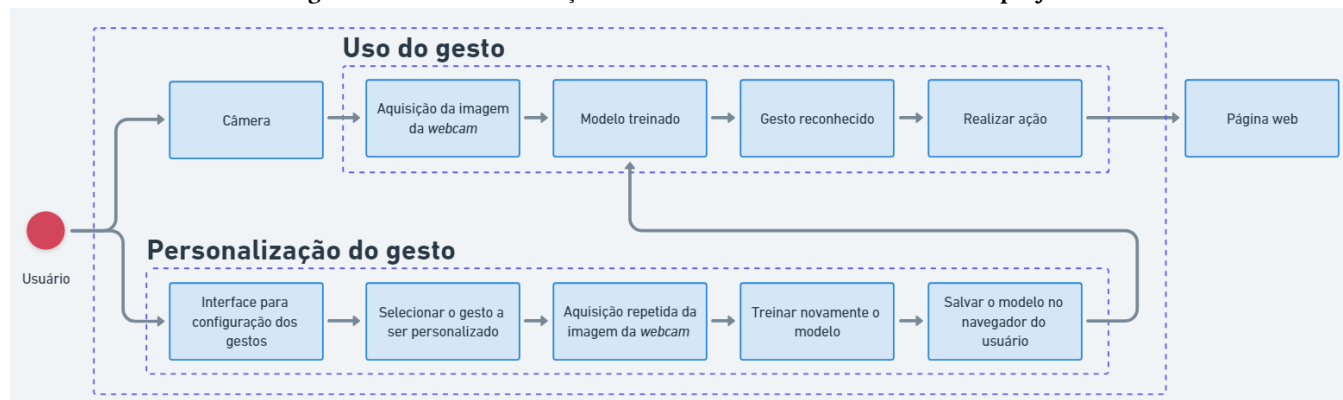 Uso do gesto
Câmera
Aquisição da imagem
da webcam
Modelo treinado
Gesto reconhecido
Realizar ação
Página web
Usuário
Personalização do gesto
Interface para
configuração dos
gestos
Selecionar o gesto a
ser personalizado
Aquisição repetida da
imagem da webcam
Treinar novamente o
modelo
Salvar o modelo no
navegador do
usuário